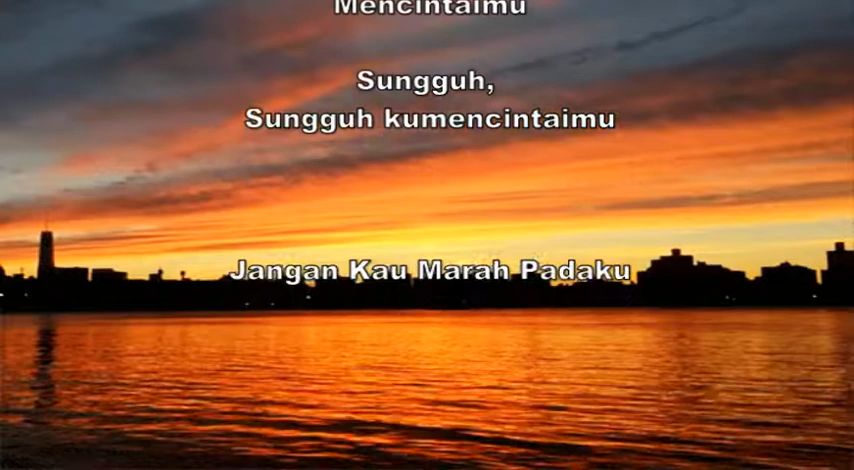 Mencintaimu
Sungguh,
Sungguh kumencintaimu
Jangan Kau Marah Padaku